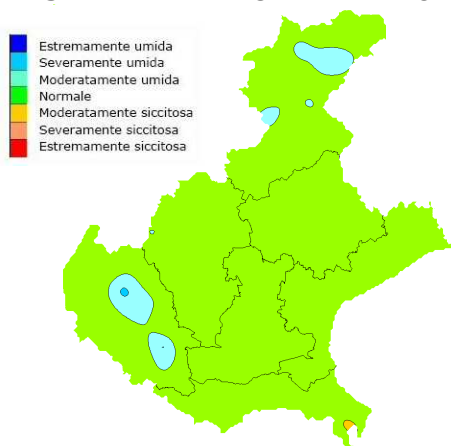 Estremamente umida
Severamente umida
Moderatamente umida
Normale
Moderatamente siccitosa
Severamente siccitosa
Estremamente siccitosa